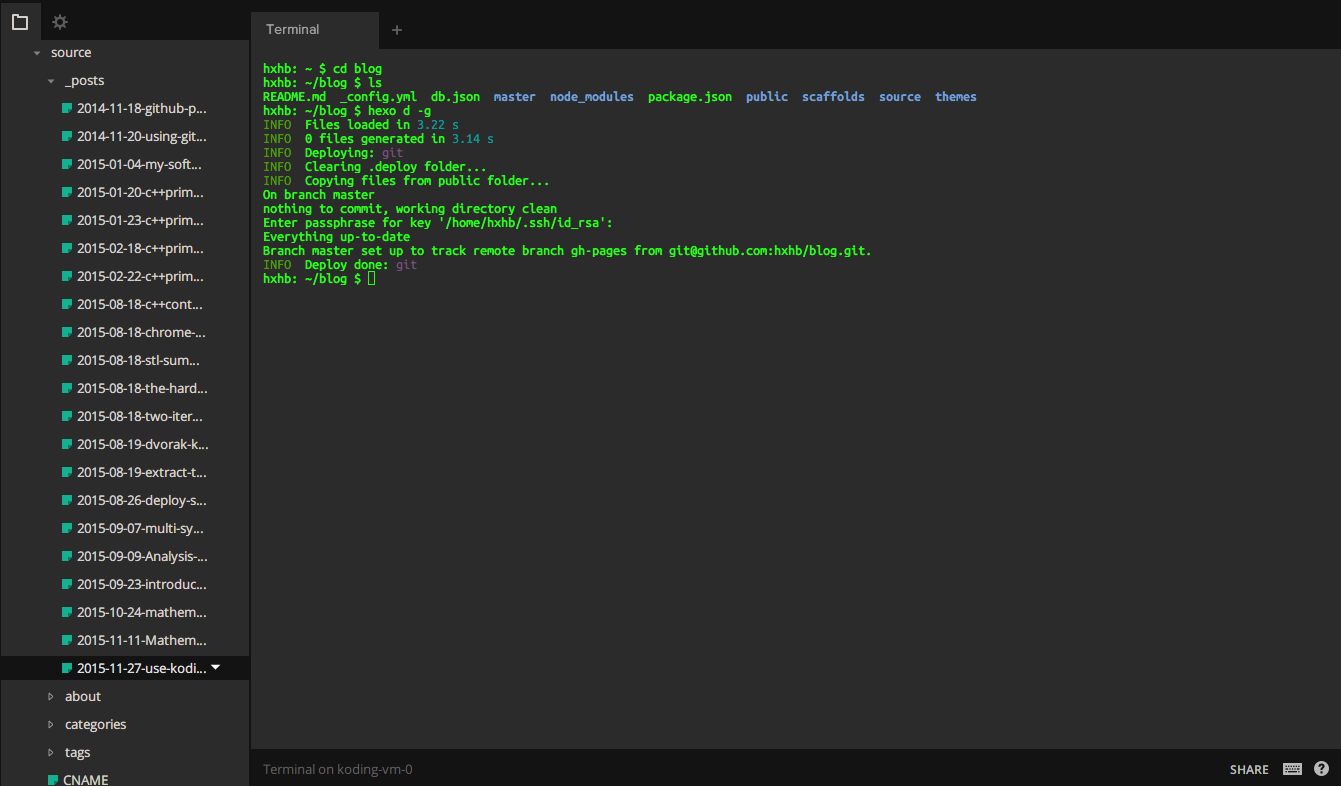 source
_posts
2014-11-18-github-p...
2014-11-20-using-git...
2015-01-04-my-soft...
2015-01-20-c++prim...
2015-01-23-c++prim...
2015-02-18-c++prim...
2015-02-22-c++prim...
2015-08-18-c++cont...
2015-08-18-chrome-...
2015-08-18-stl-sum...
2015-08-18-the-hard...
2015-08-18-two-iter...
2015-08-19-dvorak-k...
2015-08-19-extract-t...
2015-08-26-deploy-s...
2015-09-07-multi-sy...
2015-09-09-Analysis-...
2015-09-23-introduc...
2015-10-24-mathem...
2015-11-11-Mathem...
2015-11-27-use-kodi...
about
categories
tags
CNAME
Terminal +
hxhb: ~ $ cd blog
hxhb: ~/blog $ ls
README.md _config.yml db.json master node_modules package.json public scaffolds source themes
hxhb: ~/blog $ hexo d -g
INFO Files loaded in 3.22 s
INFO 0 files generated in 3.14 s
INFO Deploying: git
INFO Clearing .deploy folder...
INFO Copying files from public folder...
On branch master
nothing to commit, working directory clean
Enter passphrase for key '/home/hxhb/.ssh/id_rsa':
Everything up-to-date
Branch master set up to track remote branch gh-pages from git@github.com:hxhb/blog.git.
INFO Deploy done: git
hxhb: ~/blog $
Terminal on koding-vm-0
SHARE ?